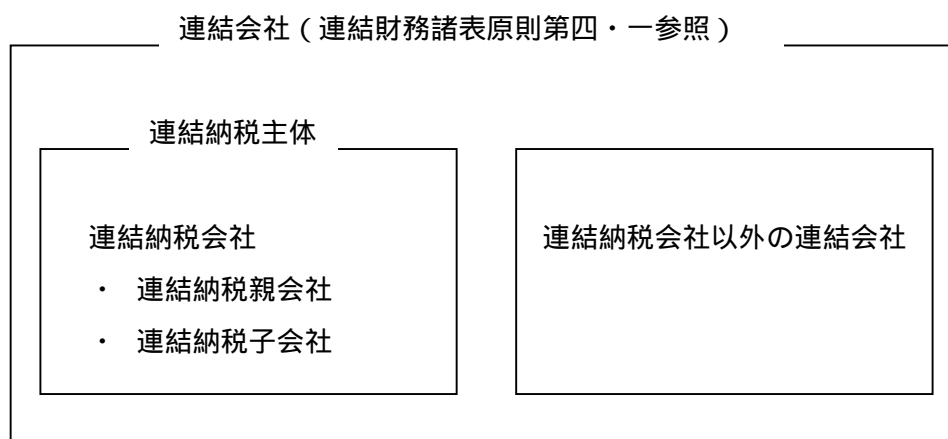 連結会社(連結財務諸表原則第四・一参照)
連結納税主体
連結納税会社
・ 連結納税親会社
・ 連結納税子会社
連結納税会社以外の連結会社